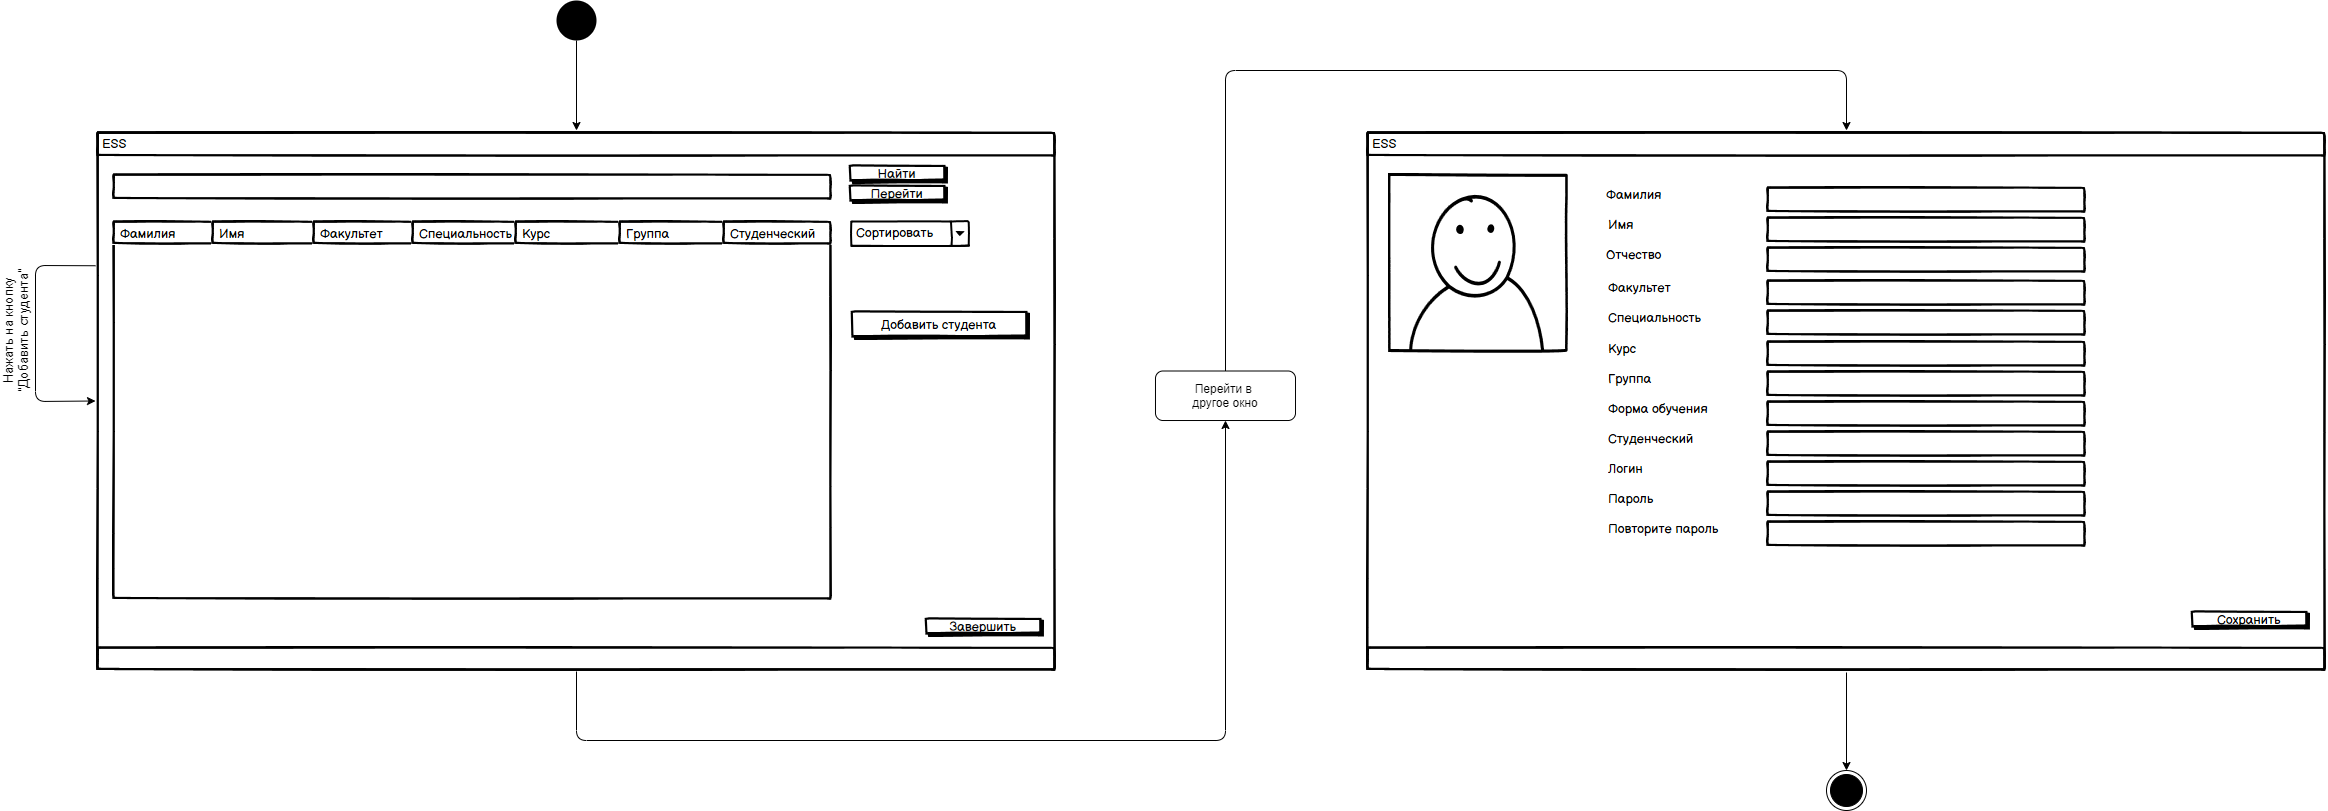 ESS
Найти
Перейти
Фамилия
Имя
Факультет
Специальность
Курс
Группа
Студенческий
Сортировать
Добавить студента
Завершить
Нажать на кнопку
"Добавить студента"
Перейти в
другое окно
ESS
Фамилия
Имя
Отчество
Факультет
Специальность
Курс
Группа
Форма обучения
Студенческий
Логин
Пароль
Повторите пароль
Сохранить